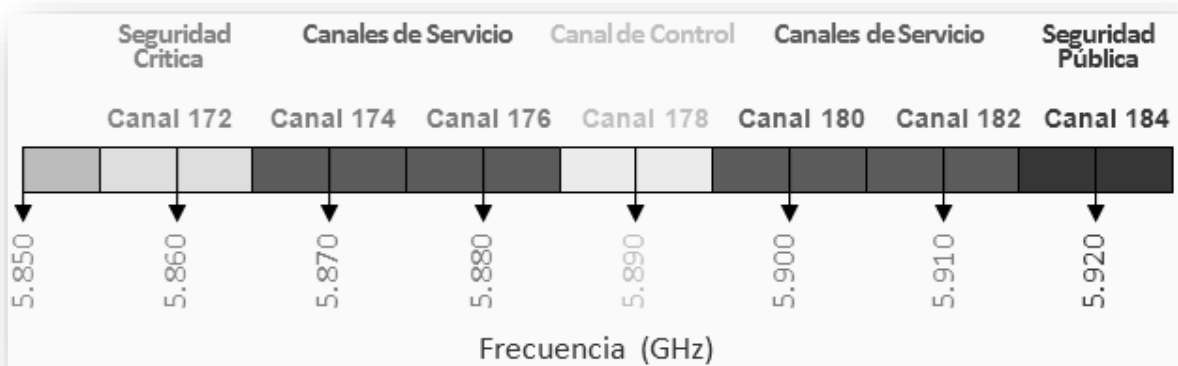 Seguridad Critica
Canales de Servicio
Canal de Control
Canales de Servicio
Seguridad Pública
Canal 172
Canal 174
Canal 176
Canal 178
Canal 180
Canal 182
Canal 184
5.850
5.860
5.870
5.880
5.890
5.900
5.910
5.920
Frecuencia (GHz)